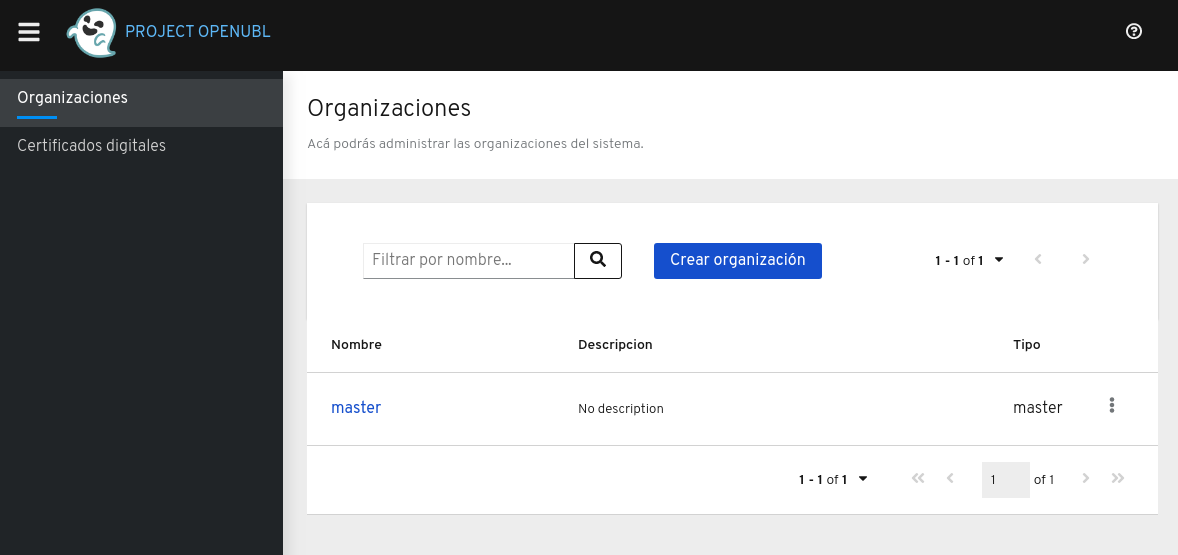 PROJECT OPENUBL
Organizaciones
Certificados digitales
Organizaciones
Acá podrás administrar las organizaciones del sistema.
Filtrar por nombre...
Crear organización
1 - 1 of 1
Nombre Descripcion Tipo
master No description master
1 - 1 of 1 1 of 1